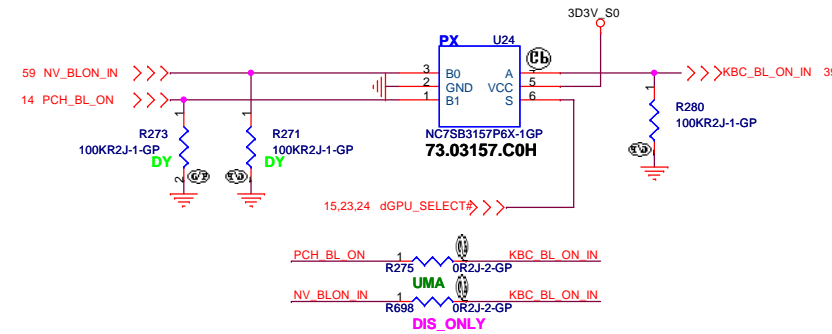 3D3V_S0
PX U24
59 NV_BLON_IN
3 B0 A 5 VCC
2 GND
1 B1 S 6
KBC_BL_ON_IN 39
14 PCH_BL_ON
1
1
1
R273
100KR2J-1-GP
DY
2
R271
100KR2J-1-GP
DY
NC7SB3157P6X-1GP
73.03157.C0H
R280
100KR2J-1-GP
15,23,24 dGPU_SELECT#
PCH_BL_ON 1 KBC_BL_ON_IN
R275 0R2J-2-GP
UMA
NV_BLON_IN 1 KBC_BL_ON_IN
R698 0R2J-2-GP
DIS_ONLY